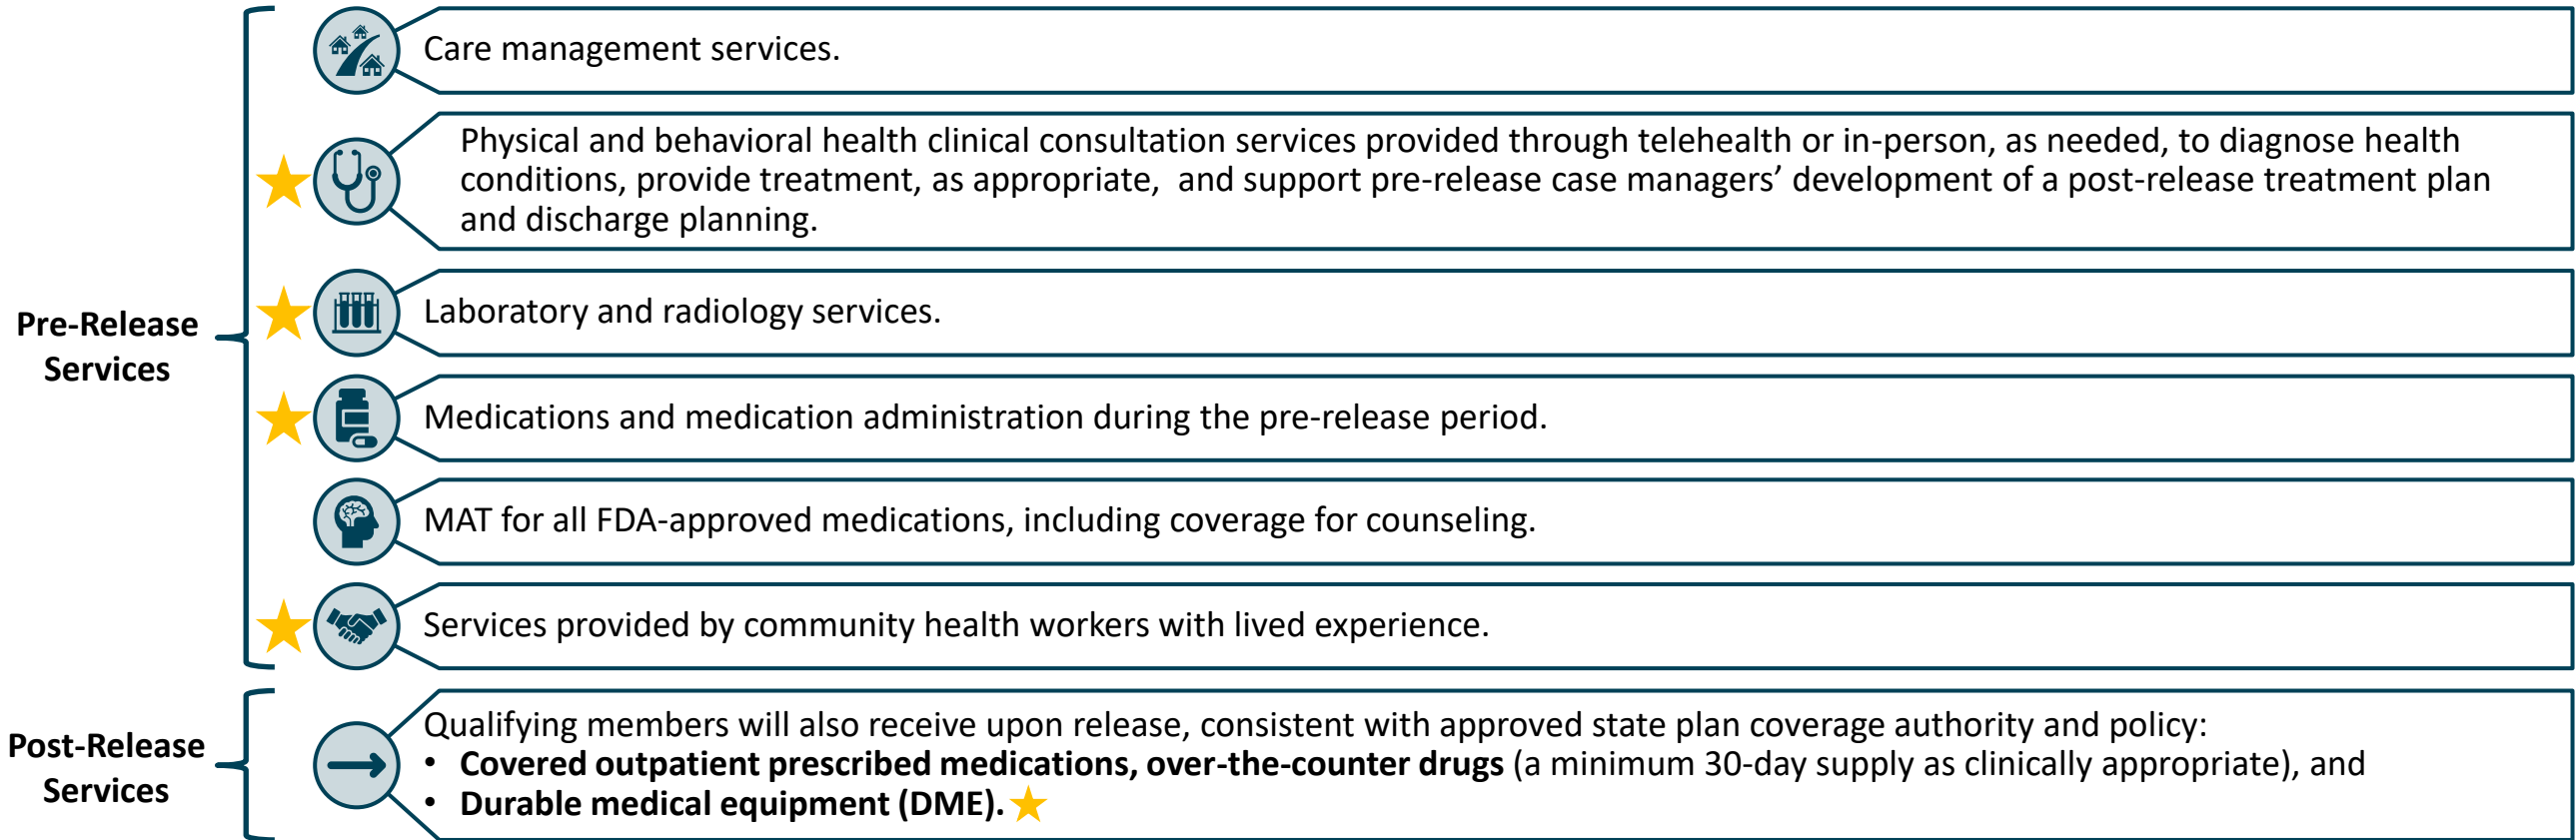 Pre-Release
Services
Care management services.
Physical and behavioral health clinical consultation services provided through telehealth or in-person, as needed, to diagnose health
conditions, provide treatment, as appropriate,  and support pre-release case managers’ development of a post-release treatment plan
and discharge planning.
Laboratory and radiology services.
Medications and medication administration during the pre-release period.
MAT for all FDA-approved medications, including coverage for counseling.
Services provided by community health workers with lived experience.
Post-Release
Services
Qualifying members will also receive upon release, consistent with approved state plan coverage authority and policy:
• Covered outpatient prescribed medications, over-the-counter drugs (a minimum 30-day supply as clinically appropriate), and
• Durable medical equipment (DME).